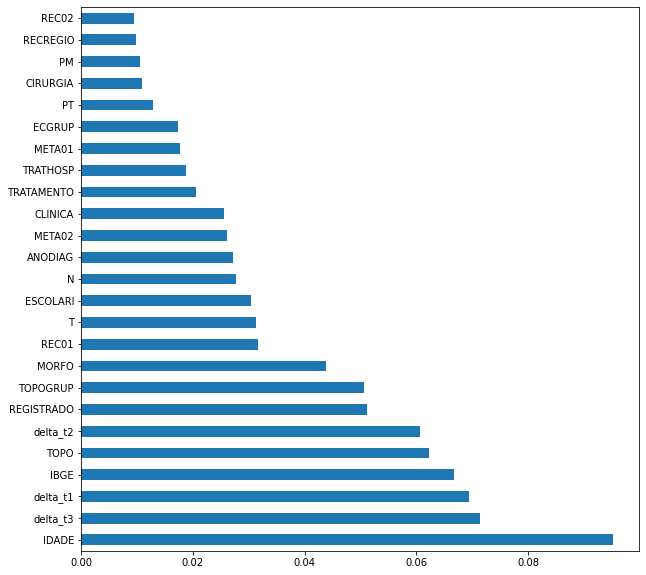 REC02
RECREGIO
PM
CIRURGIA
PT
ECGRUP
META01
TRATHOSP
TRATAMENTO
CLINICA
META02
ANODIAG
N
ESCOLARI
T
REC01
MORFO
TOPOGRUP
REGISTRADO
delta_t2
TOPO
IBGE
delta_t1
delta_t3
IDADE
0.00 0.02 0.04 0.06 0.08